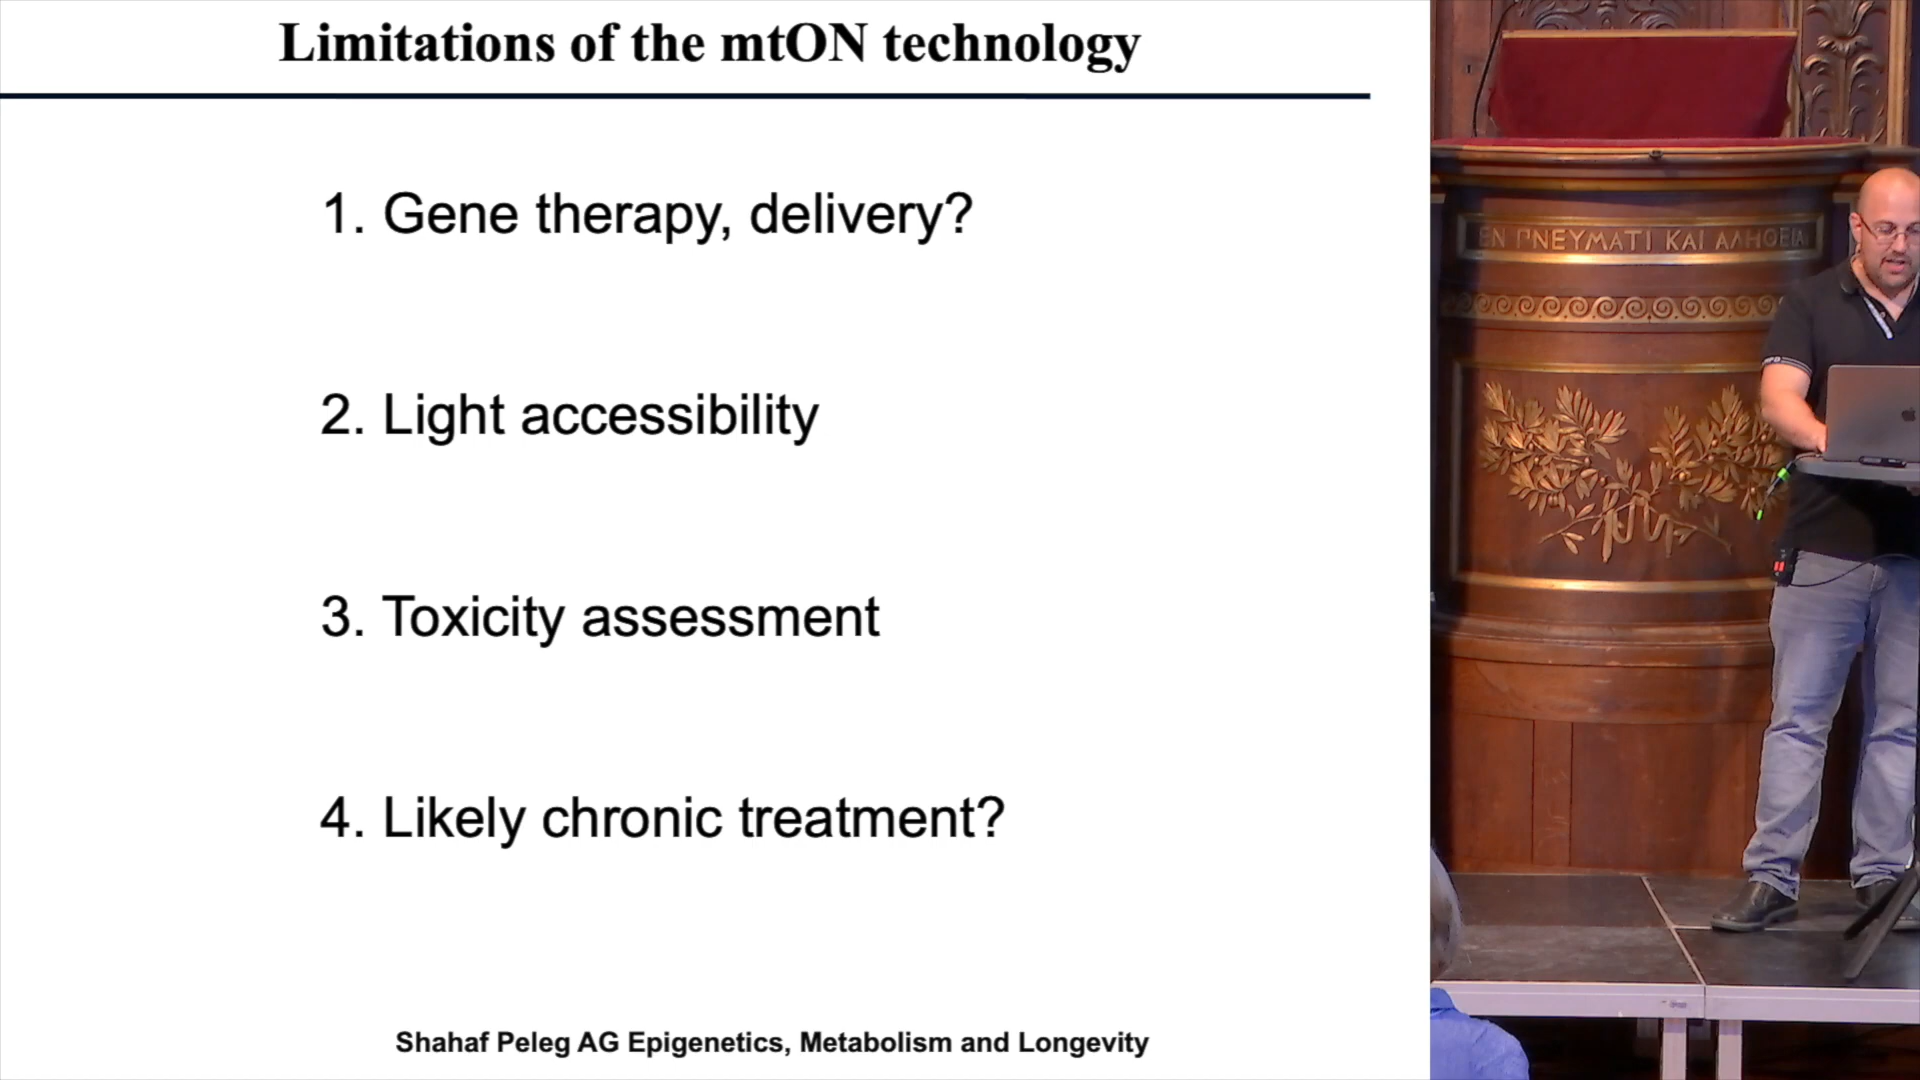 Limitations of the mtON technology
1. Gene therapy, delivery?
2. Light accessibility
3. Toxicity assessment
4. Likely chronic treatment?
Shahaf Peleg AG Epigenetics, Metabolism and Longevity
ΕΝ ΠΝΕΥΜΑΤΙ ΚΑΙ ΑΛΗΘΕΙΑ